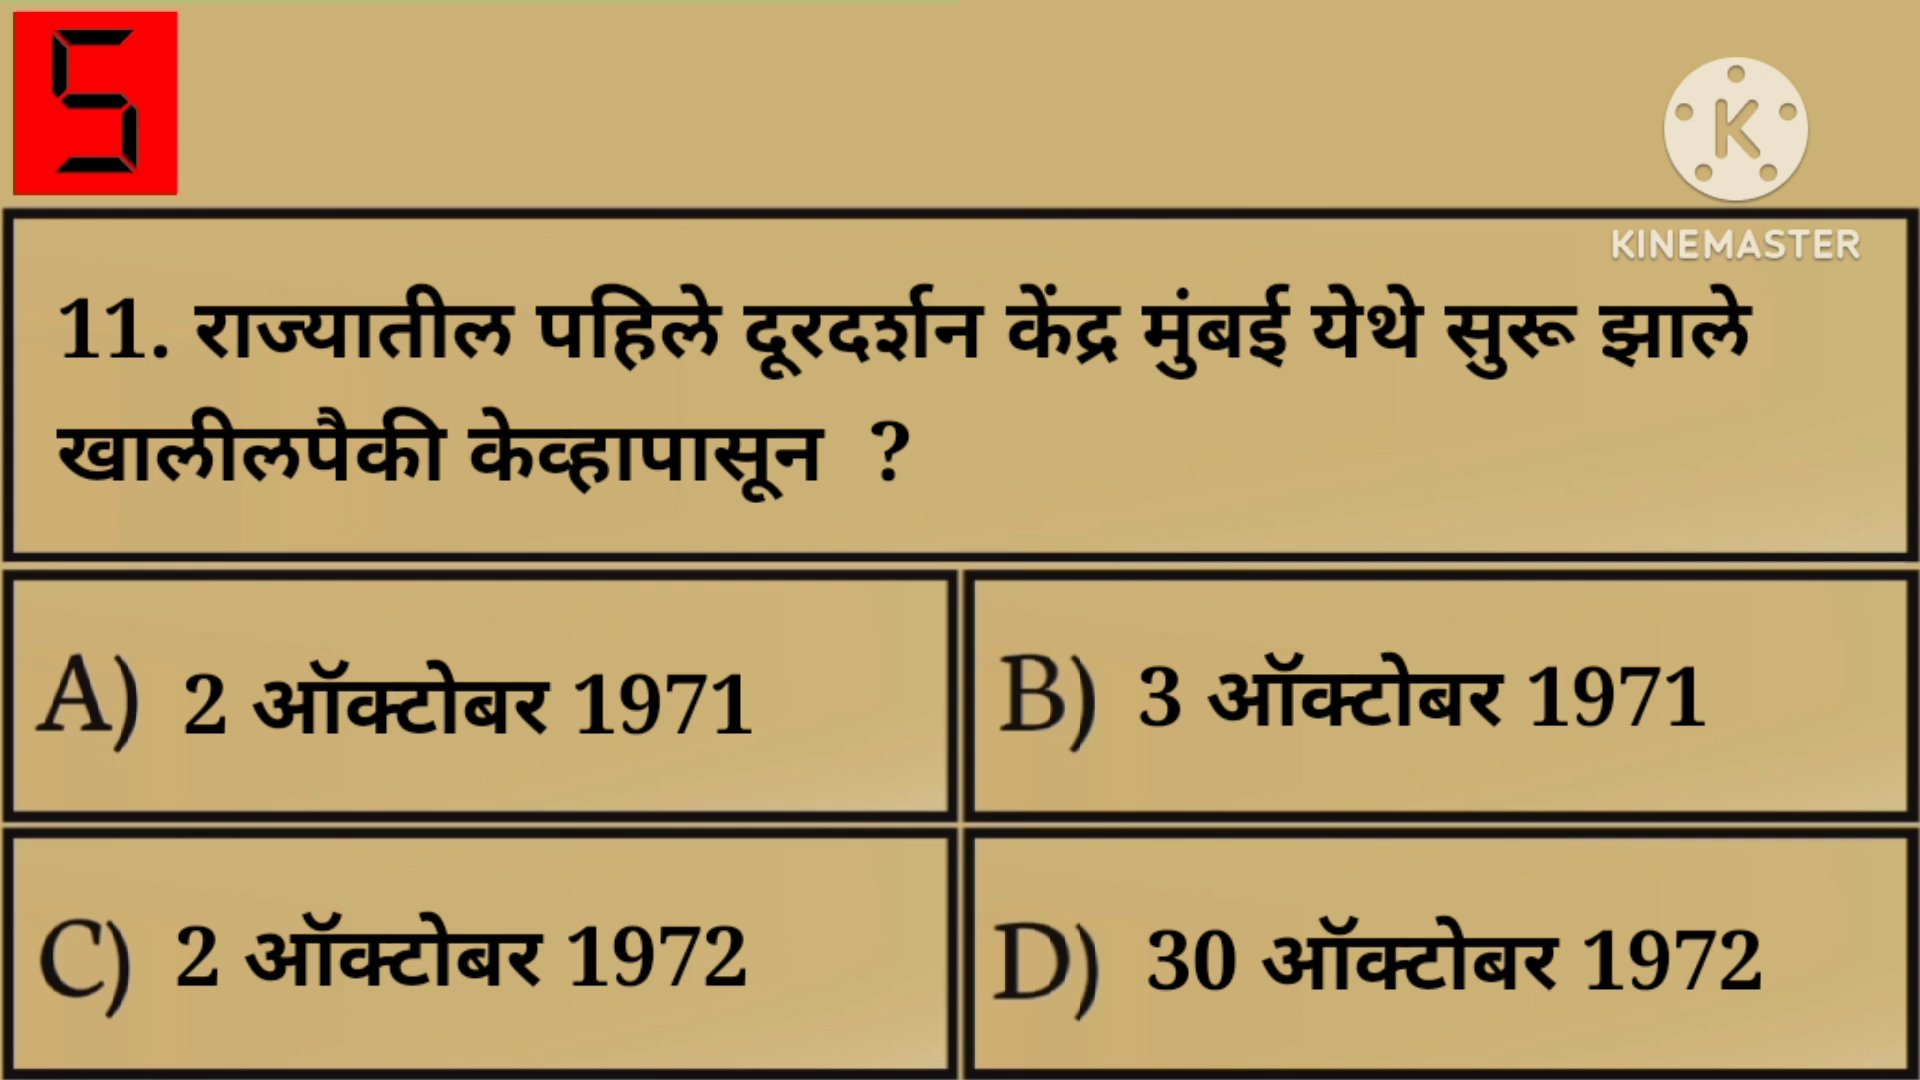 5
K
KINEMASTER
11. राज्यातील पहिले दूरदर्शन केंद्र मुंबई येथे सुरू झाले
खालीलपैकी केव्हापासून ?
A) 2 ऑक्टोबर 1971
B) 3 ऑक्टोबर 1971
C) 2 ऑक्टोबर 1972
D) 30 ऑक्टोबर 1972